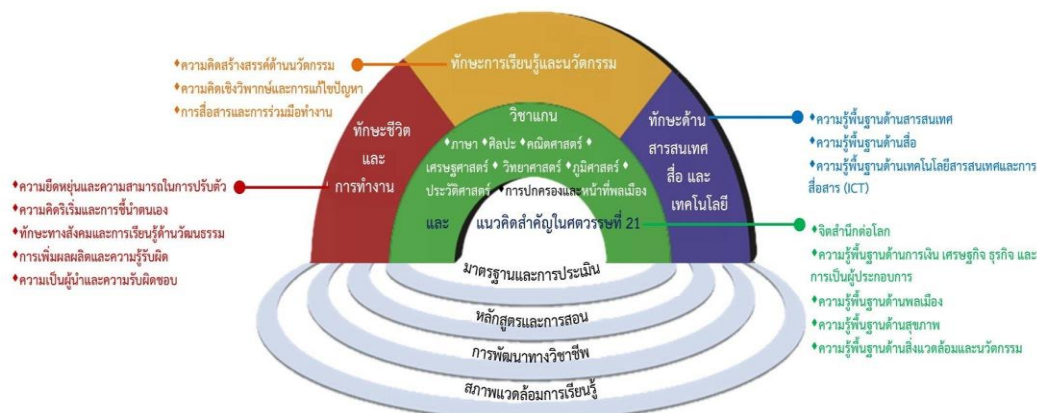 ทักษะการเรียนรู้และนวัตกรรม
♦ความคิดสร้างสรรค์ด้านนวัตกรรม
♦ความคิดเชิงวิพากษ์และการแก้ไขปัญหา
♦การสื่อสารและการร่วมมือทำงาน
ทักษะชีวิต
และ
การทำงาน
♦ความยืดหยุ่นและความสามารถในการปรับตัว
♦ความคิดริเริ่มและการชี้นำตนเอง
♦ทักษะทางสังคมและการเรียนรู้ด้านวัฒนธรรม
♦การเพิ่มผลผลิตและความรู้รับผิด
♦ความเป็นผู้นำและความรับผิดชอบ
วิชาแกน
♦ภาษา ♦ศิลปะ ♦คณิตศาสตร์ ♦
เศรษฐศาสตร์ ♦ วิทยาศาสตร์ ♦ภูมิศาสตร์ ♦
ประวัติศาสตร์ ♦การปกครองและหน้าที่พลเมือง
และ แนวคิดสำคัญในศตวรรษที่ 21
ทักษะด้าน
สารสนเทศ
สื่อ และ
เทคโนโลยี
♦ความรู้พื้นฐานด้านสารสนเทศ
♦ความรู้พื้นฐานด้านสื่อ
♦ความรู้พื้นฐานด้านเทคโนโลยีสารสนเทศและการ
สื่อสาร (ICT)
♦จิตสำนึกต่อโลก
♦ความรู้พื้นฐานด้านการเงิน เศรษฐกิจ ธุรกิจ และ
การเป็นผู้ประกอบการ
♦ความรู้พื้นฐานด้านพลเมือง
♦ความรู้พื้นฐานด้านสุขภาพ
♦ความรู้พื้นฐานด้านสิ่งแวดล้อมและนวัตกรรม
มาตรฐานและการประเมิน
หลักสูตรและการสอน
การพัฒนาทางวิชาชีพ
สภาพแวดล้อมการเรียนรู้